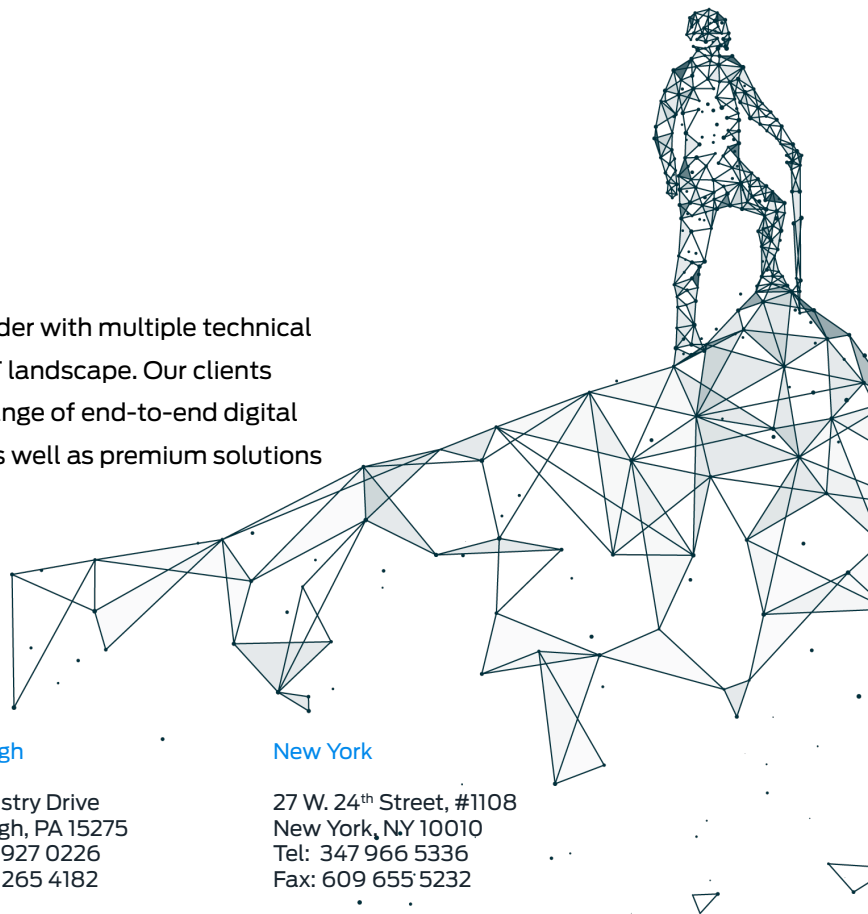 der with multiple technical
landscape. Our clients
nge of end-to-end digital
s well as premium solutions
gh
stry Drive
gh, PA 15275
927 0226
265 4182
New York
27 W. 24th Street, #1108
New York, NY 10010
Tel: 347 966 5336
Fax: 609 655 5232